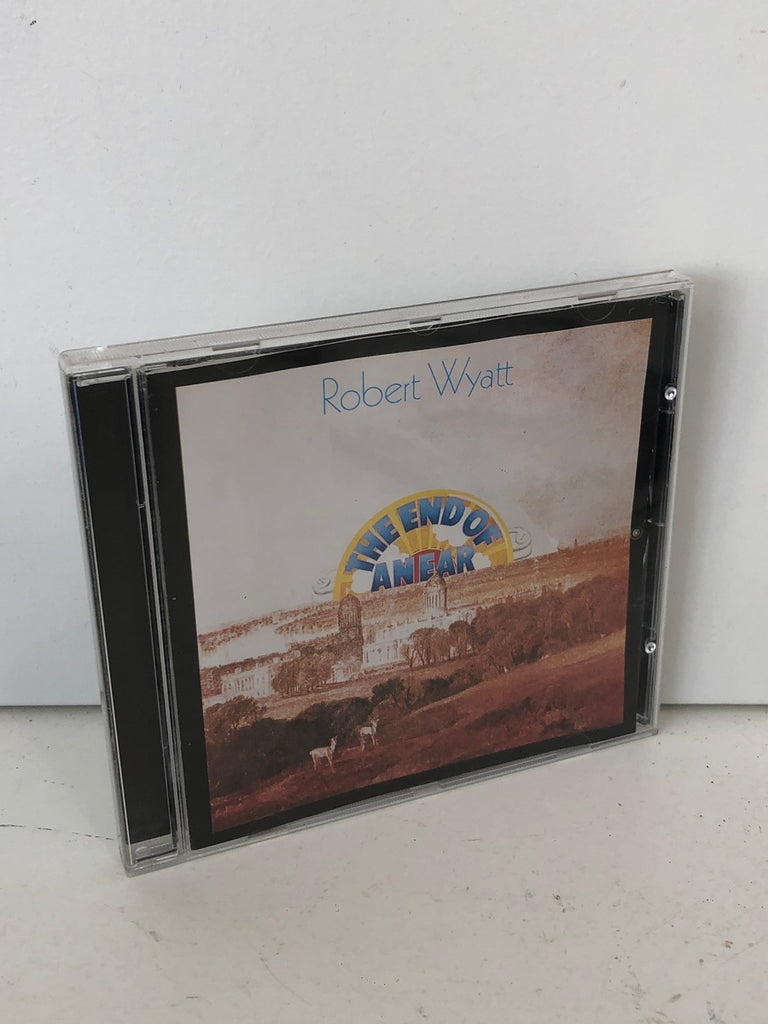 Robert Wyatt
THE END OF
AN EAR